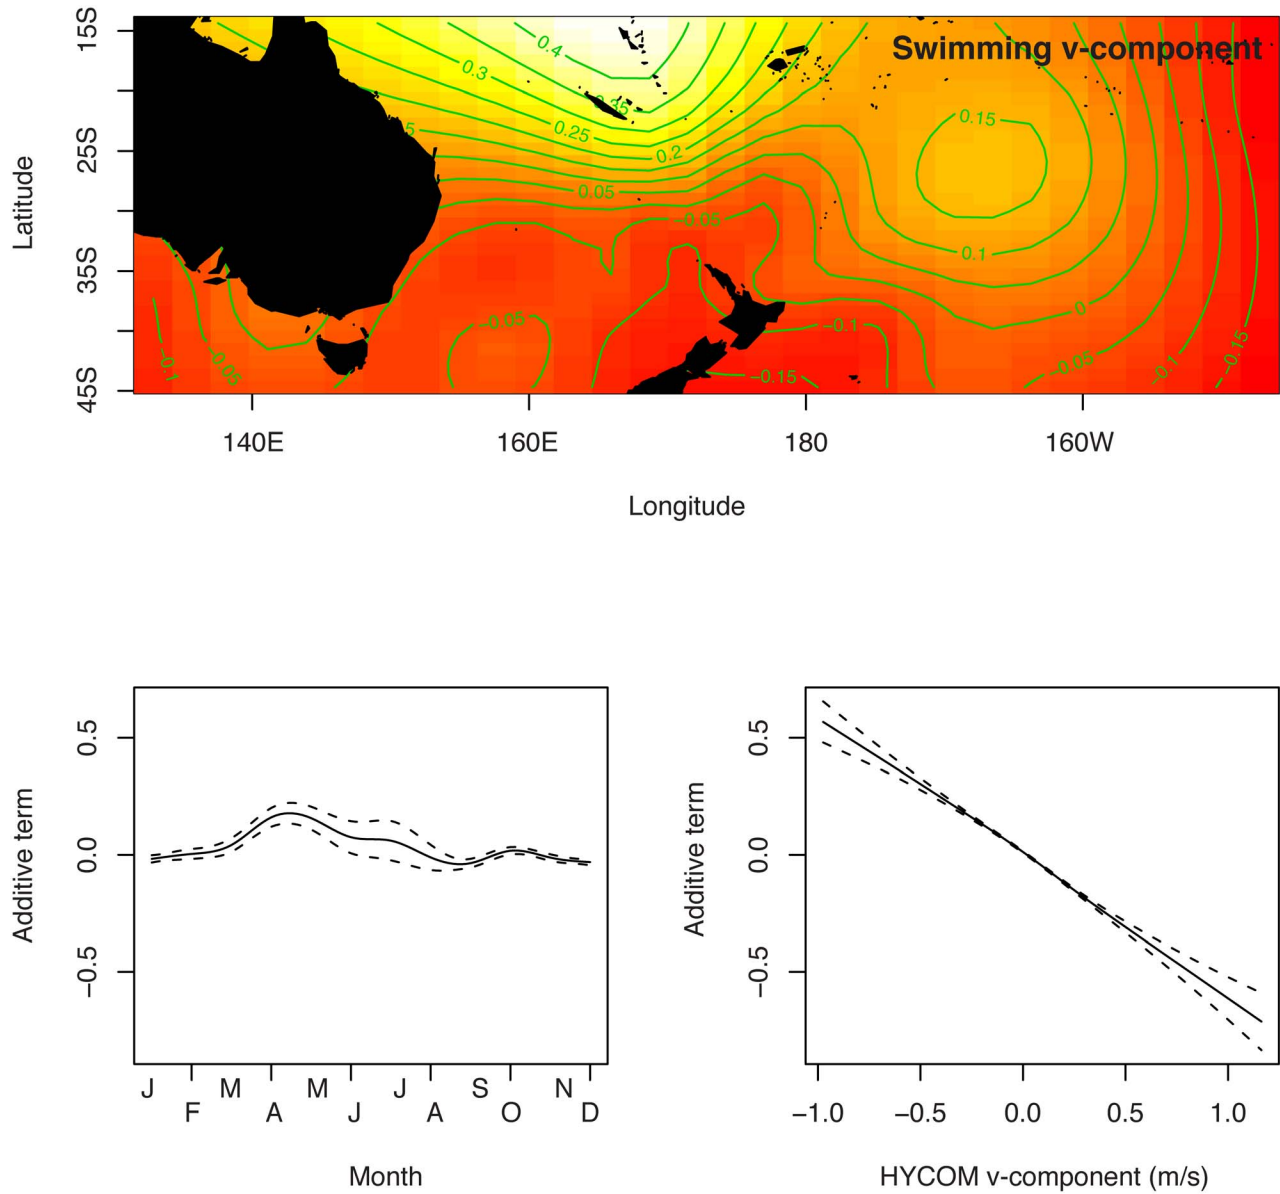 Swimming v-component
15S
25S
35S
45S
Latitude
0.4
0.3
0.35
0.25
0.2
5
0.05
−0.05
0.15
0.1
0
−0.05
−0.1
−0.15
−0.1
−0.05
−0.05
−0.1
−0.15
140E
160E
180
160W
Longitude
0.5
0.0
−0.5
Additive term
J F M A M J J A S O N D
Month
0.5
0.0
−0.5
Additive term
−1.0 −0.5 0.0 0.5 1.0
HYCOM v-component (m/s)